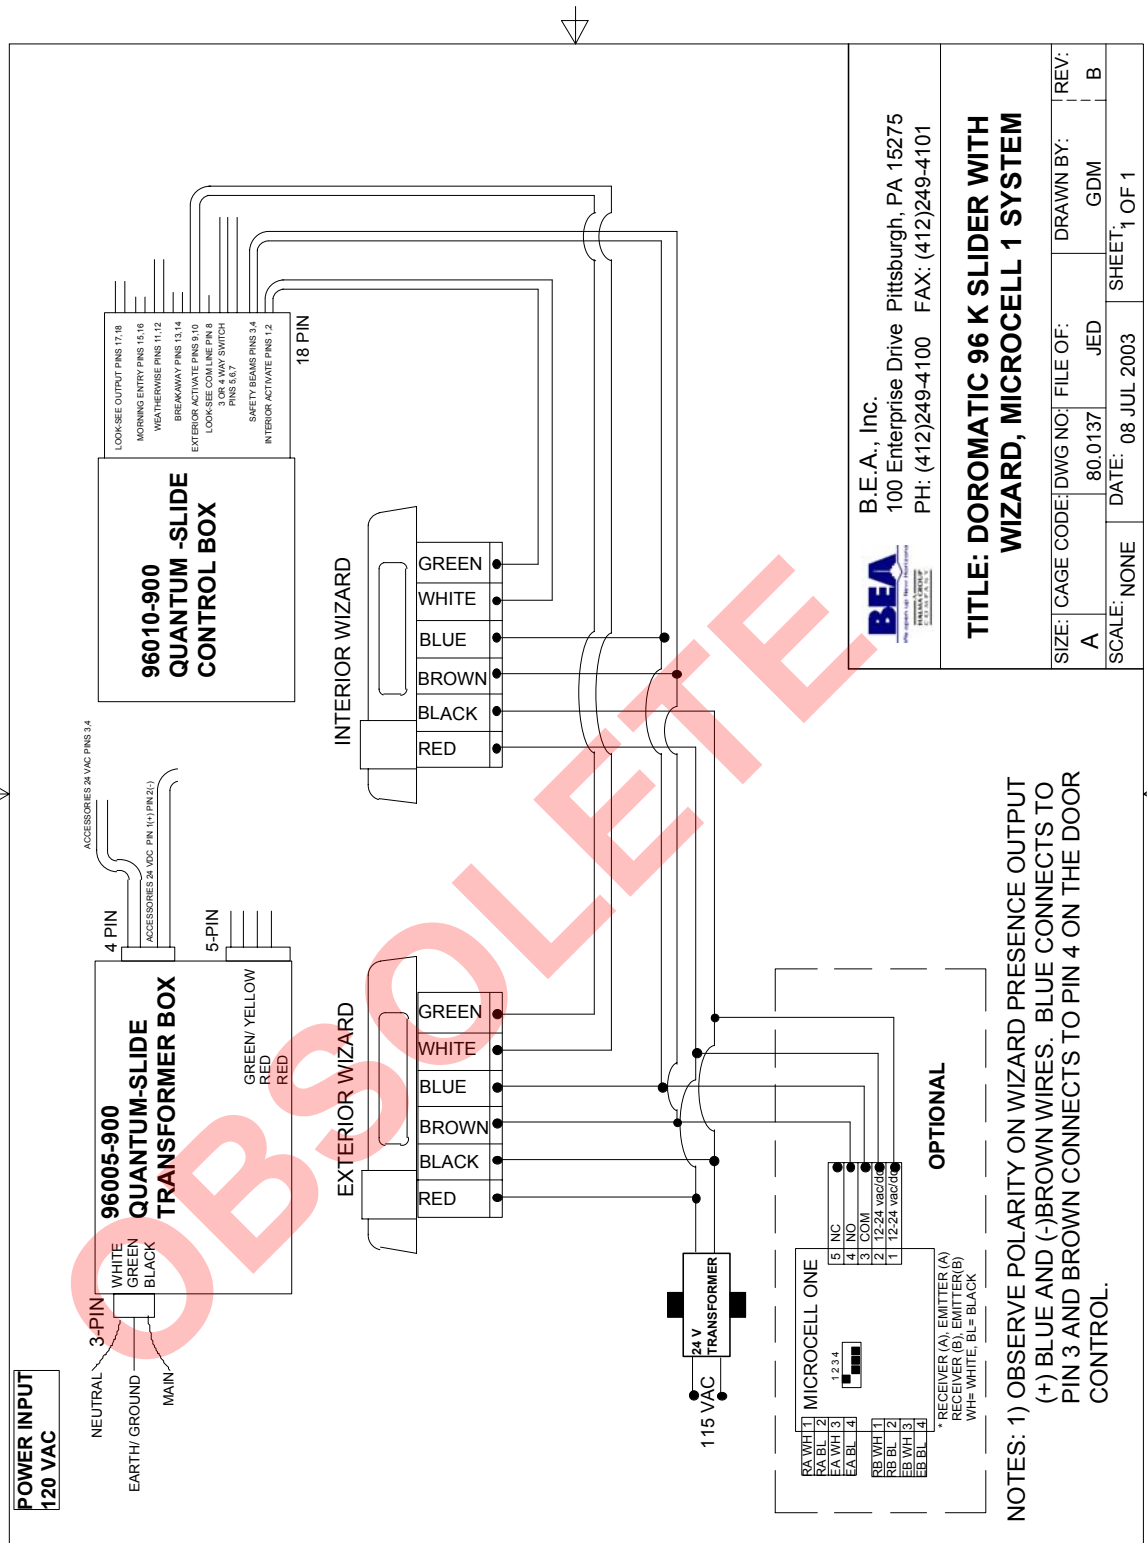 POWER INPUT
120 VAC
NEUTRAL
EARTH/ GROUND
MAIN
3-PIN
WHITE
GREEN
BLACK
96005-900
QUANTUM-SLIDE
TRANSFORMER BOX
GREEN/ YELLOW
RED
RED
4 PIN
5-PIN
ACCESSORIES 24 VAC PINS 3,4
ACCESSORIES 24 VDC PIN 1(+) PIN 2(-)
96010-900
QUANTUM -SLIDE
CONTROL BOX
LOOK-SEE OUTPUT PINS 17,18
MORNING ENTRY PINS 15,16
WEATHERWISE PINS 11,12
BREAKAWAY PINS 13,14
EXTERIOR ACTIVATE PINS 9,10
LOOK-SEE COM LINE PIN 8
3 OR 4 WAY SWITCH
PINS 5,6,7
SAFETY BEAMS PINS 3,4
INTERIOR ACTIVATE PINS 1,2
18 PIN
EXTERIOR WIZARD
RED
BLACK
BROWN
BLUE
WHITE
GREEN
INTERIOR WIZARD
RED
BLACK
BROWN
BLUE
WHITE
GREEN
OBSOLETE
115 VAC
24 V
TRANSFORMER
MICROCELL ONE
1 2 3 4
RA WH 1
RA BL 2
EA WH 3
EA BL 4
RB WH 1
RB BL 2
EB WH 3
EB BL 4
5 NC
4 NO
3 COM
2 12-24 vac/dc
1 12-24 vac/dc
* RECEIVER (A), EMITTER (A)
RECEIVER (B), EMITTER(B)
WH= WHITE, BL= BLACK
OPTIONAL
NOTES: 1) OBSERVE POLARITY ON WIZARD PRESENCE OUTPUT
(+) BLUE AND (-)BROWN WIRES. BLUE CONNECTS TO
PIN 3 AND BROWN CONNECTS TO PIN 4 ON THE DOOR
CONTROL.
BEA
We open up New Horizons
HALMA GROUP
COMPANY
B.E.A., Inc.
100 Enterprise Drive Pittsburgh, PA 15275
PH: (412)249-4100 FAX: (412)249-4101
TITLE: DOROMATIC 96 K SLIDER WITH
WIZARD, MICROCELL 1 SYSTEM
SIZE: CAGE CODE: DWG NO: FILE OF: DRAWN BY: REV:
A 80.0137 JED GDM B
SCALE: NONE DATE: 08 JUL 2003 SHEET: 1 OF 1